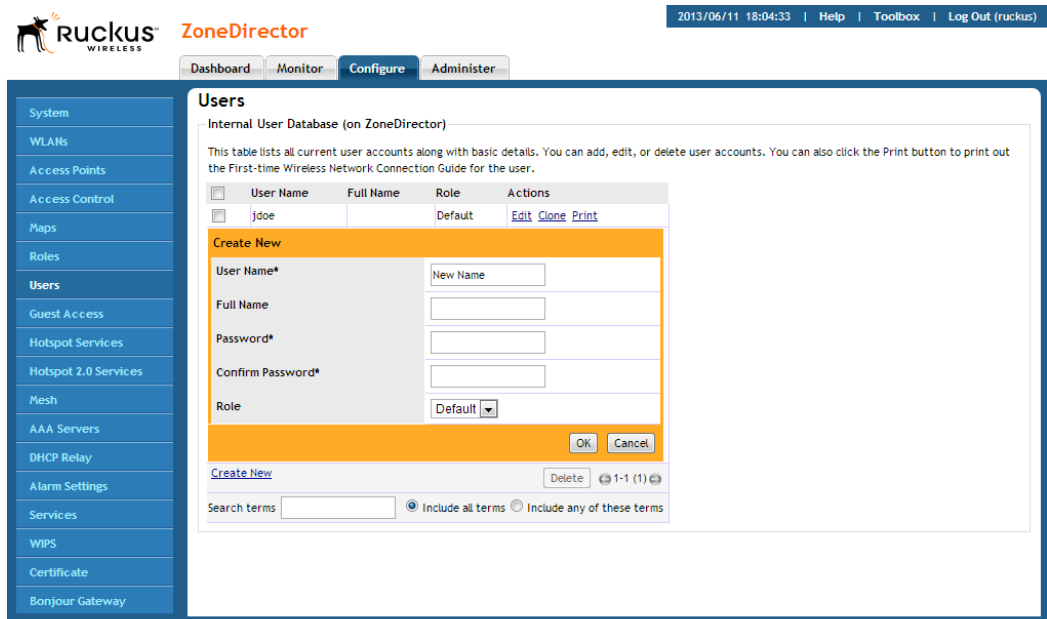 2013/06/11 18:04:33 | Help | Toolbox | Log Out (ruckus)
RUCKUS™
WIRELESS
ZoneDirector
Dashboard Monitor Configure Administer
System
WLANs
Access Points
Access Control
Maps
Roles
Users
Guest Access
Hotspot Services
Hotspot 2.0 Services
Mesh
AAA Servers
DHCP Relay
Alarm Settings
Services
WIPS
Certificate
Bonjour Gateway
Users
Internal User Database (on ZoneDirector)
This table lists all current user accounts along with basic details. You can add, edit, or delete user accounts. You can also click the Print button to print out
the First-time Wireless Network Connection Guide for the user.
User Name Full Name Role Actions
jdoe Default Edit Clone Print
Create New
User Name* New Name
Full Name
Password*
Confirm Password*
Role Default
OK Cancel
Create New Delete 1-1 (1)
Search terms Include all terms Include any of these terms